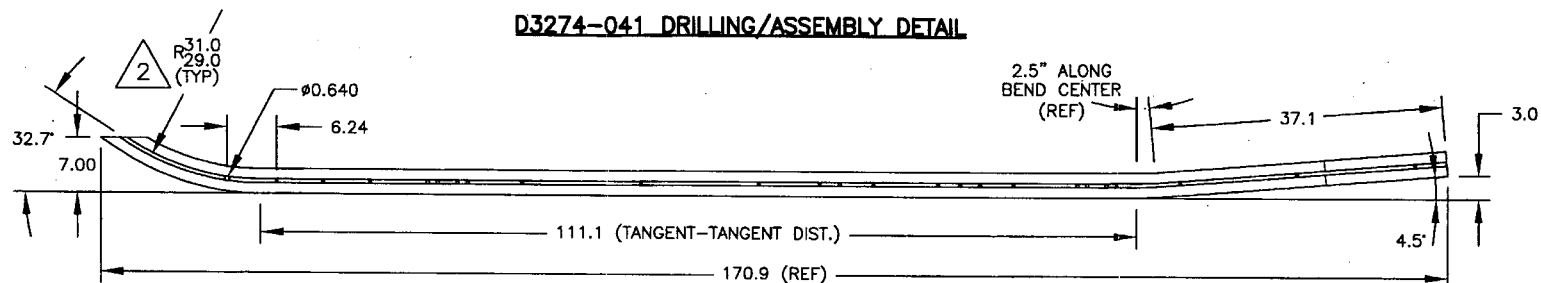 D3274-041 DRILLING/ASSEMBLY DETAIL
2
R31.0
29.0
(TYP)
ø0.640
6.24
32.7°
7.00
2.5" ALONG
BEND CENTER
(REF)
37.1
3.0
4.5°
111.1 (TANGENT-TANGENT DIST.)
170.9 (REF)